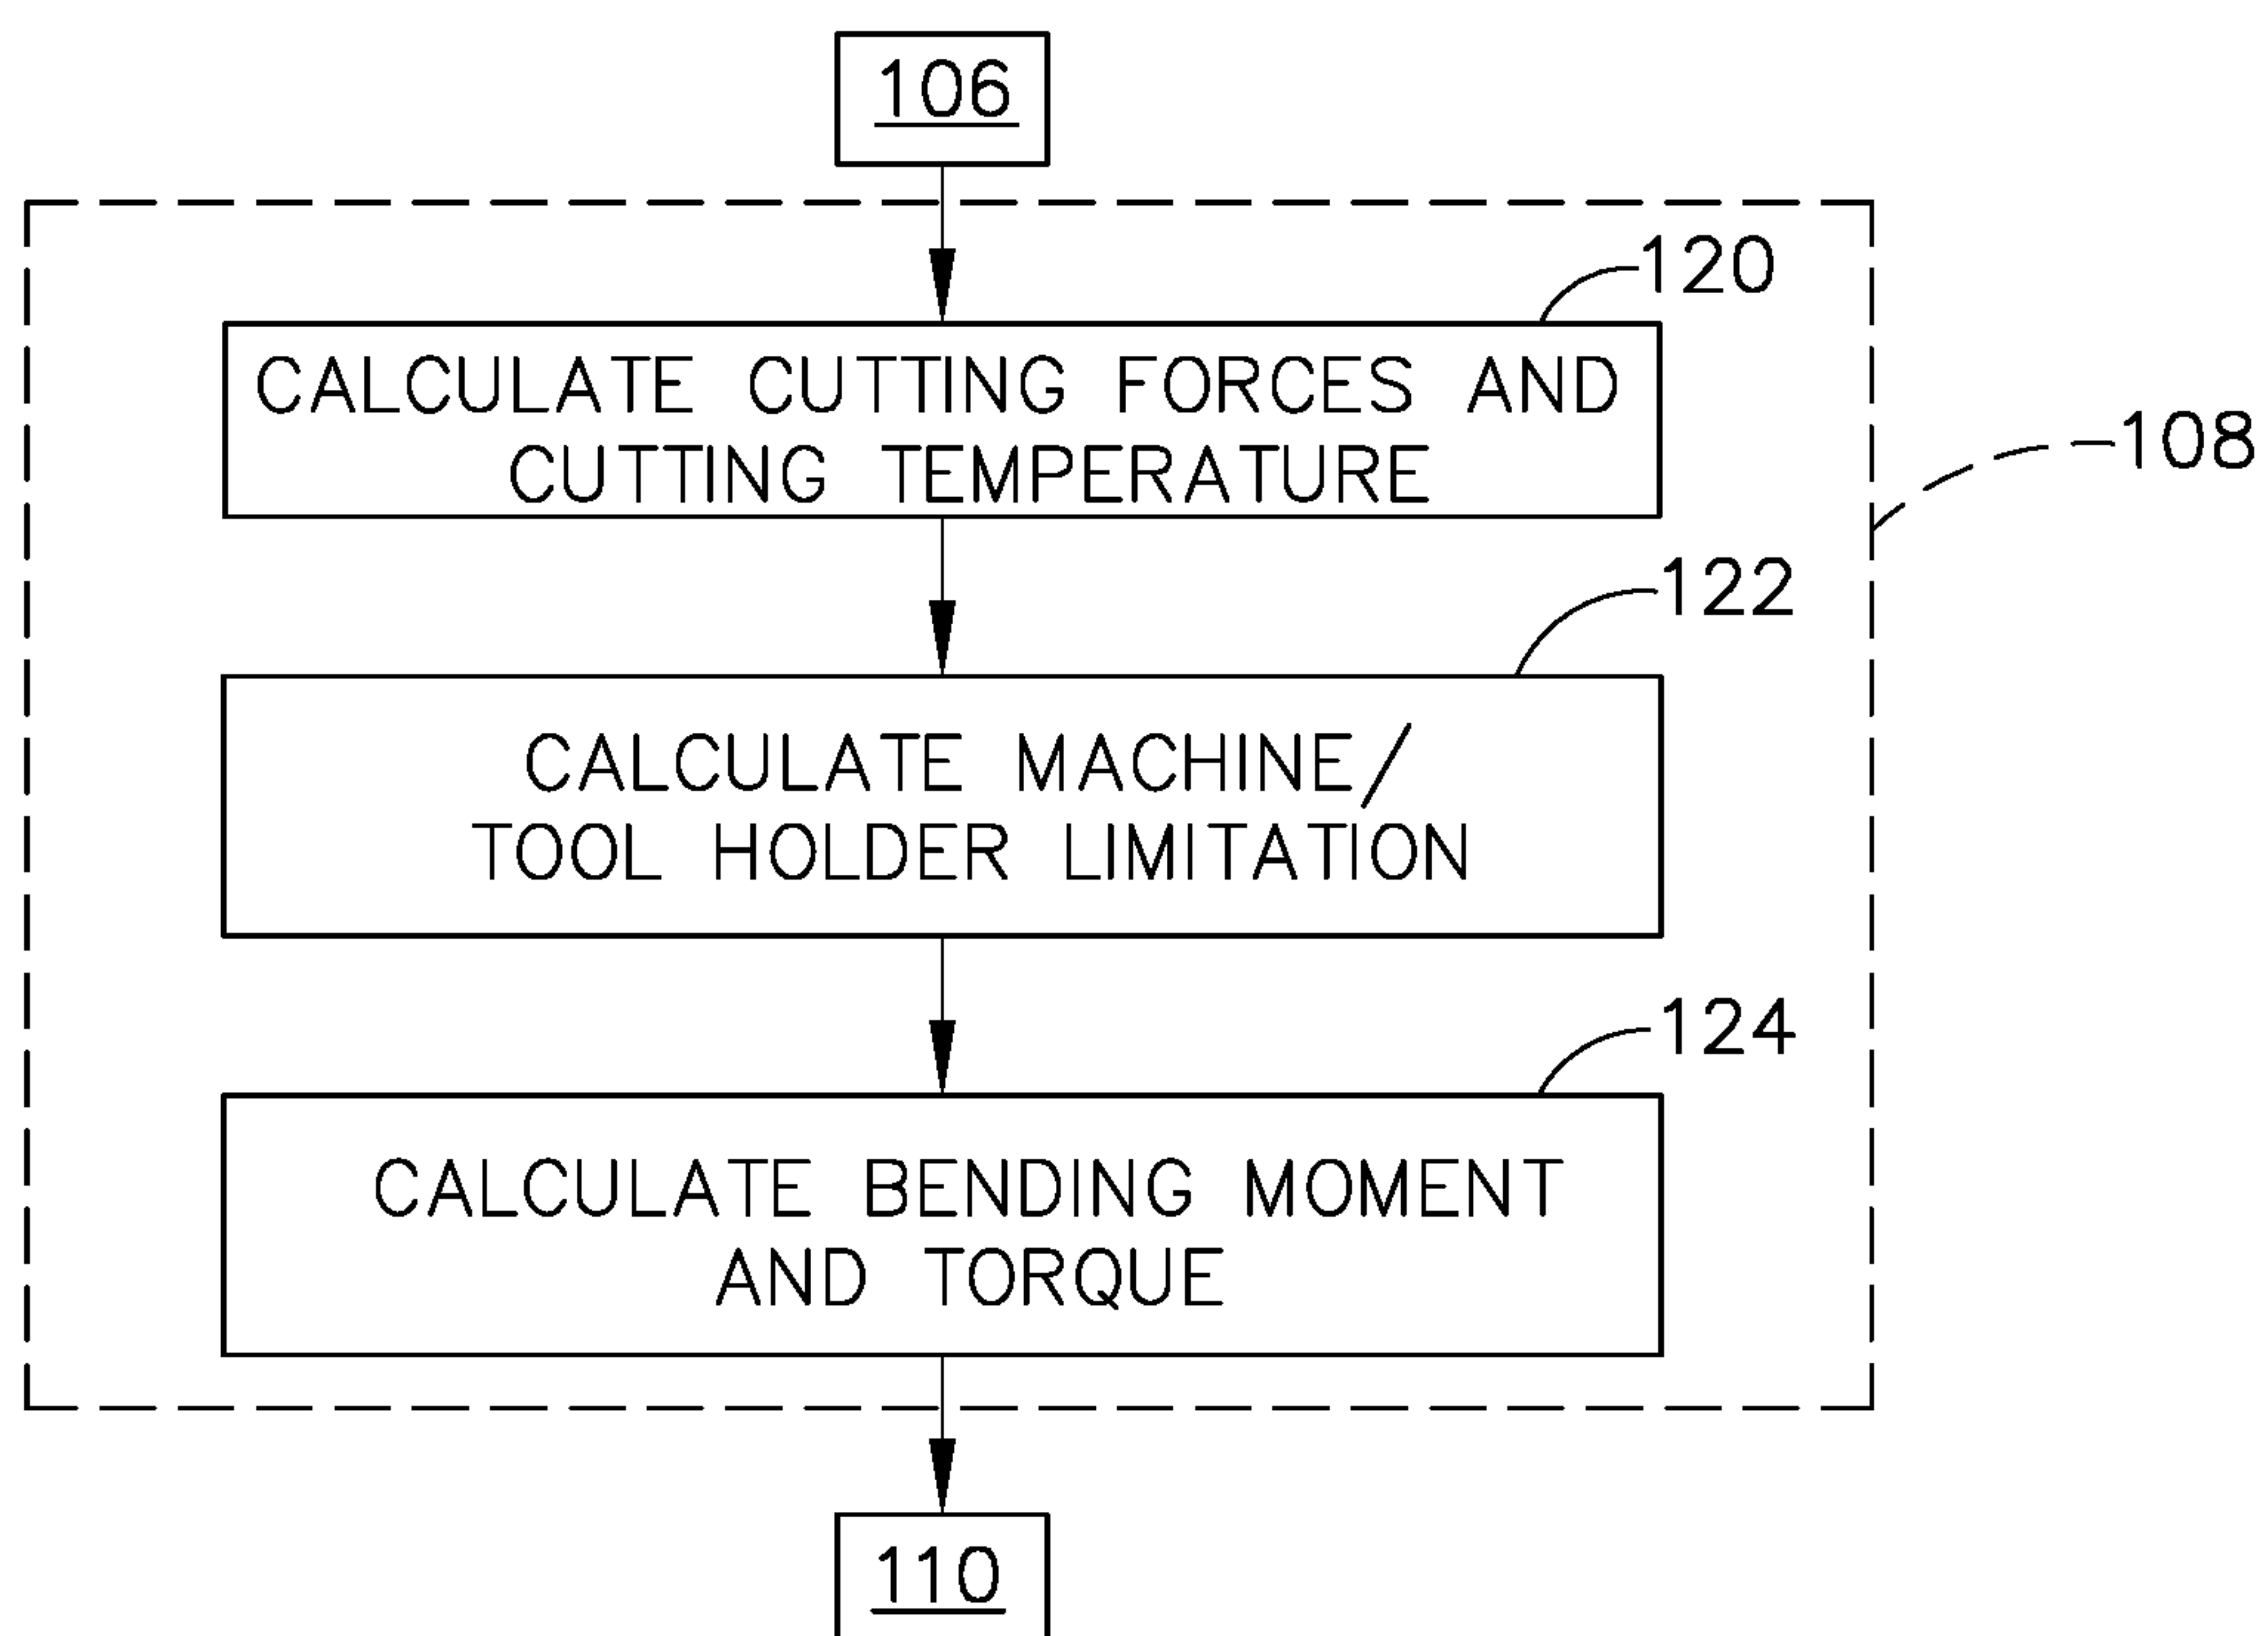 106
120
CALCULATE CUTTING FORCES AND
CUTTING TEMPERATURE
108
122
CALCULATE MACHINE/
TOOL HOLDER LIMITATION
124
CALCULATE BENDING MOMENT
AND TORQUE
110